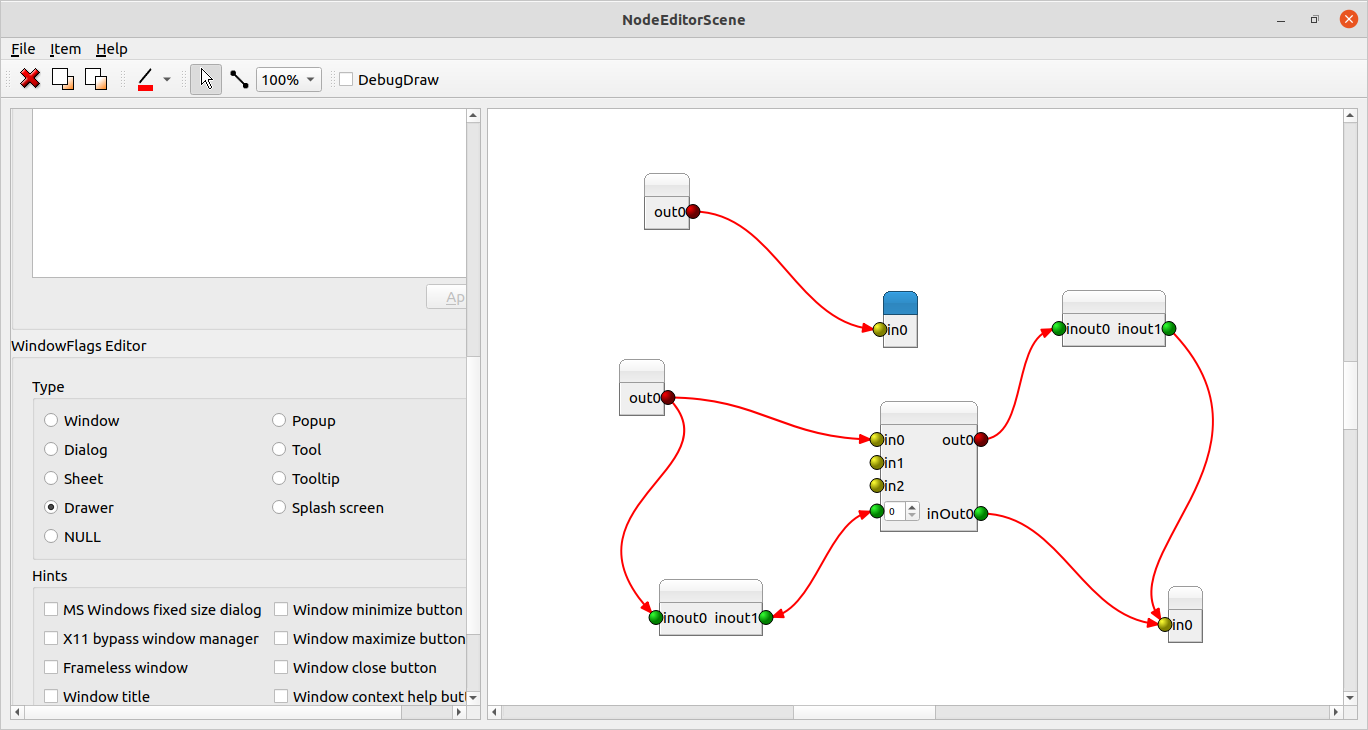 NodeEditorScene
File Item Help
100% DebugDraw
Ap
WindowFlags Editor
Type
Window Popup
Dialog Tool
Sheet Tooltip
Drawer Splash screen
NULL
Hints
MS Windows fixed size dialog Window minimize button
X11 bypass window manager Window maximize button
Frameless window Window close button
Window title Window context help but
out0
in0
inout0 inout1
out0
in0 out0
in1
in2
0 inOut0
inout0 inout1
in0